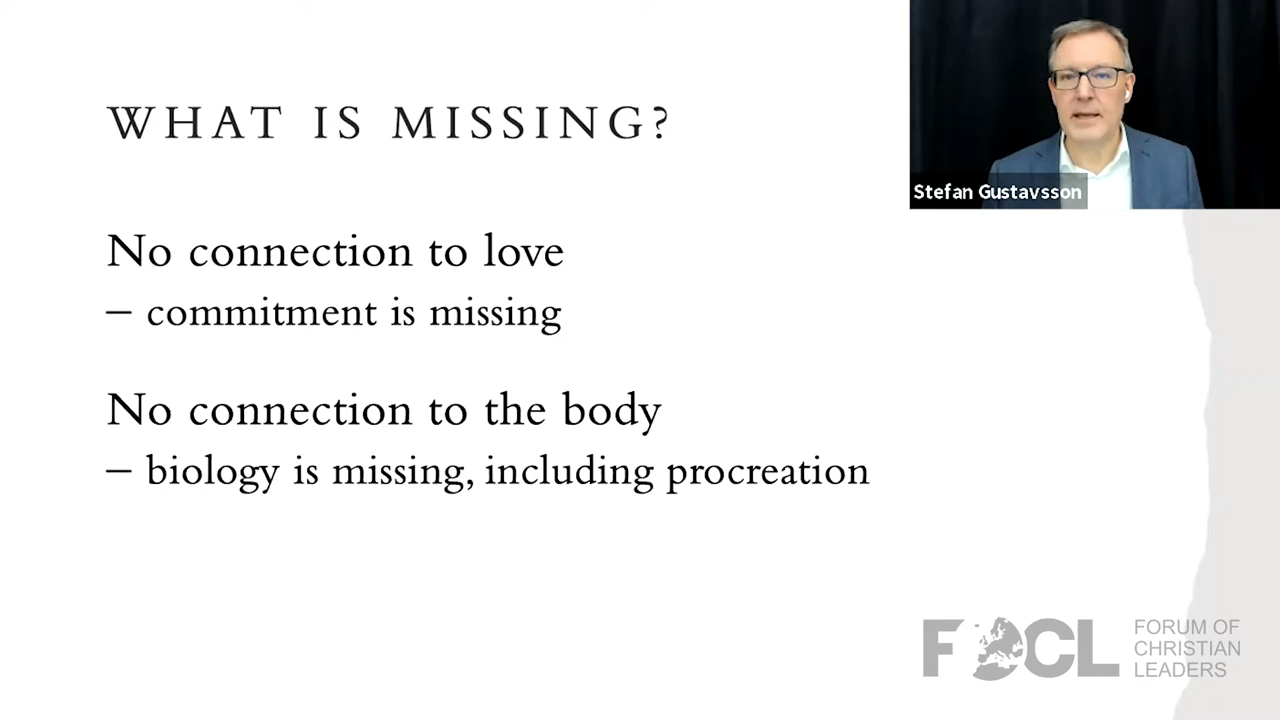 WHAT IS MISSING?
Stefan Gustavsson
No connection to love
– commitment is missing
No connection to the body
– biology is missing, including procreation
FOCL
FORUM OF
CHRISTIAN
LEADERS